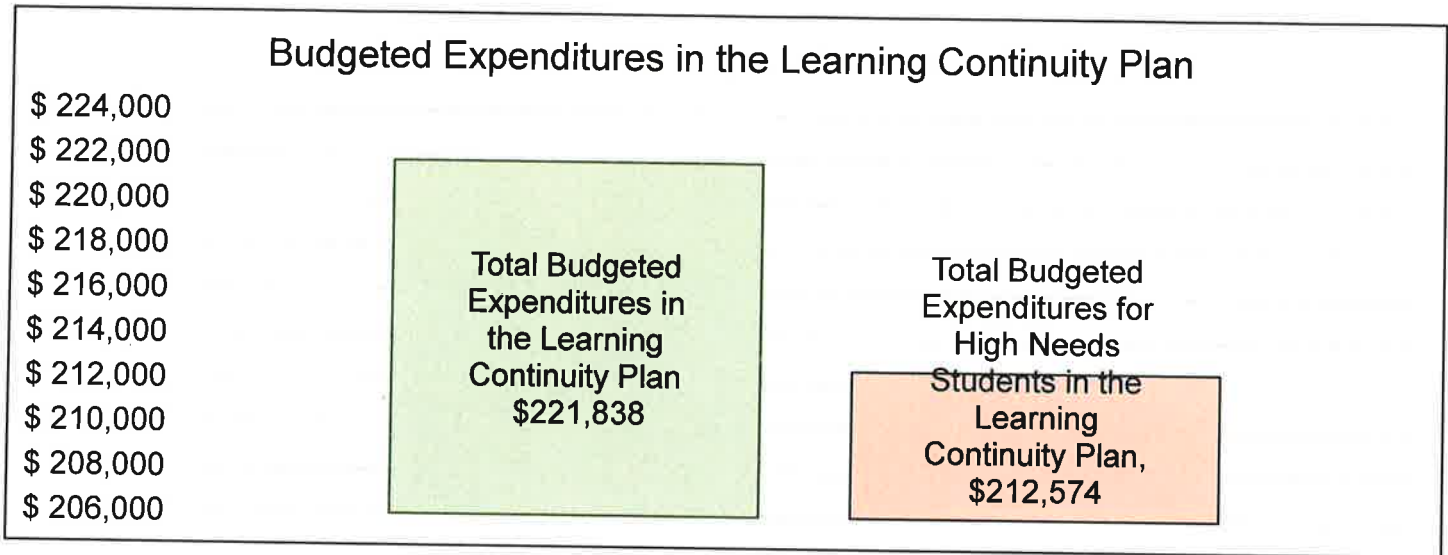 Budgeted Expenditures in the Learning Continuity Plan
$ 224,000
$ 222,000
$ 220,000
$ 218,000
$ 216,000
$ 214,000
$ 212,000
$ 210,000
$ 208,000
$ 206,000
Total Budgeted
Expenditures in
the Learning
Continuity Plan
$221,838
Total Budgeted
Expenditures for
High Needs
Students in the
Learning
Continuity Plan,
$212,574